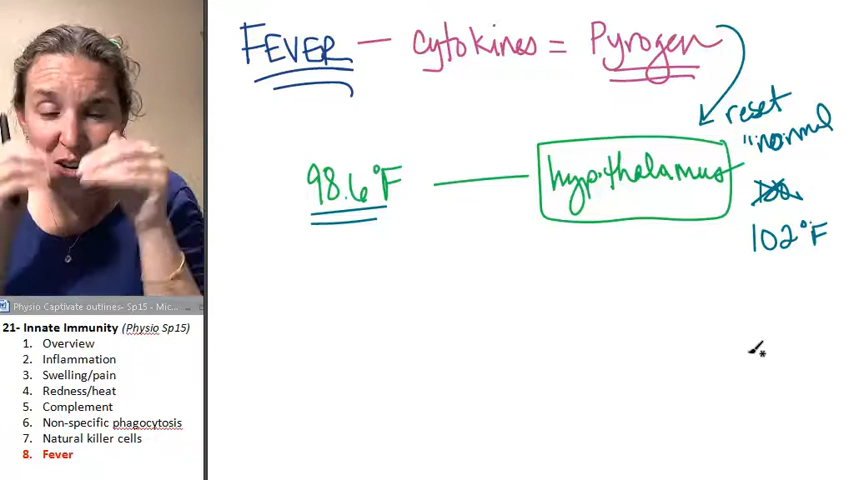 FEVER — cytokines = Pyrogen
reset
"normal
98.6°F — hypothalamus
102°F
Physio Captivate outlines- Sp15 - Mic...
21- Innate Immunity (Physio Sp15)
1. Overview
2. Inflammation
3. Swelling/pain
4. Redness/heat
5. Complement
6. Non-specific phagocytosis
7. Natural killer cells
8. Fever